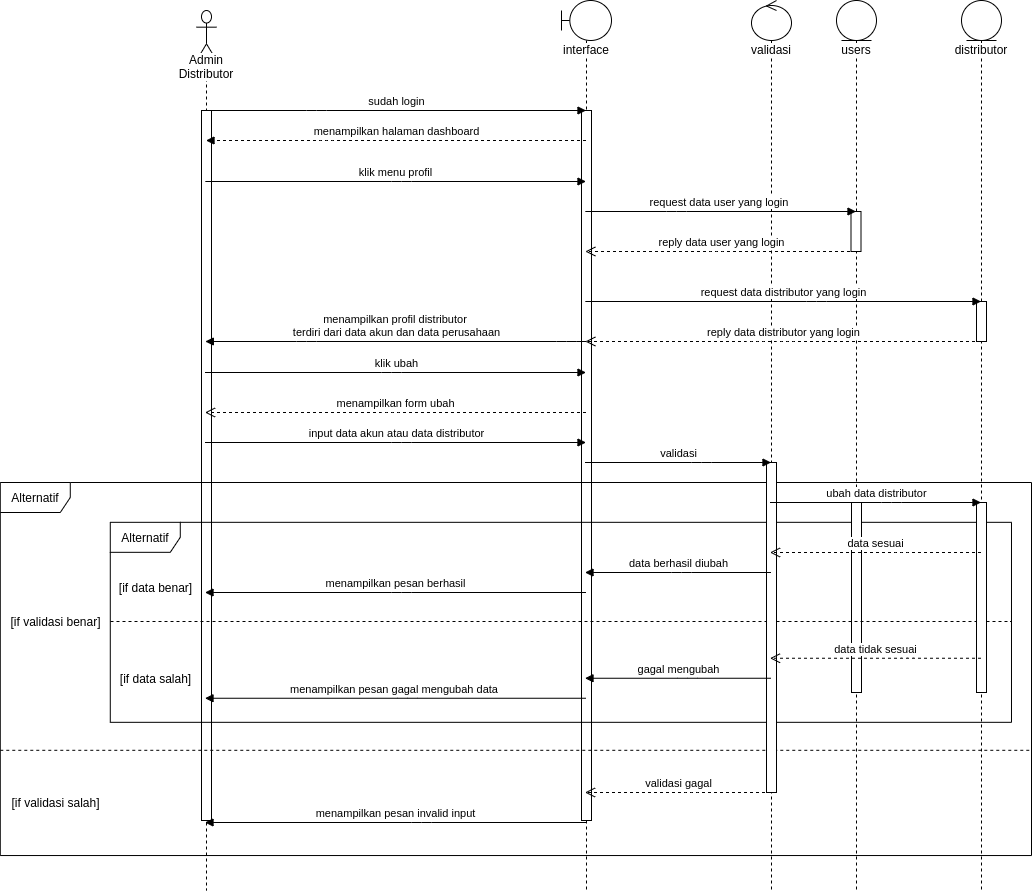 Admin
Distributor
interface
validasi
users
distributor
sudah login
menampilkan halaman dashboard
klik menu profil
request data user yang login
reply data user yang login
request data distributor yang login
menampilkan profil distributor
terdiri dari data akun dan data perusahaan
reply data distributor yang login
klik ubah
menampilkan form ubah
input data akun atau data distributor
validasi
Alternatif
ubah data distributor
Alternatif
data sesuai
data berhasil diubah
[if data benar]
menampilkan pesan berhasil
[if validasi benar]
data tidak sesuai
gagal mengubah
[if data salah]
menampilkan pesan gagal mengubah data
validasi gagal
[if validasi salah]
menampilkan pesan invalid input